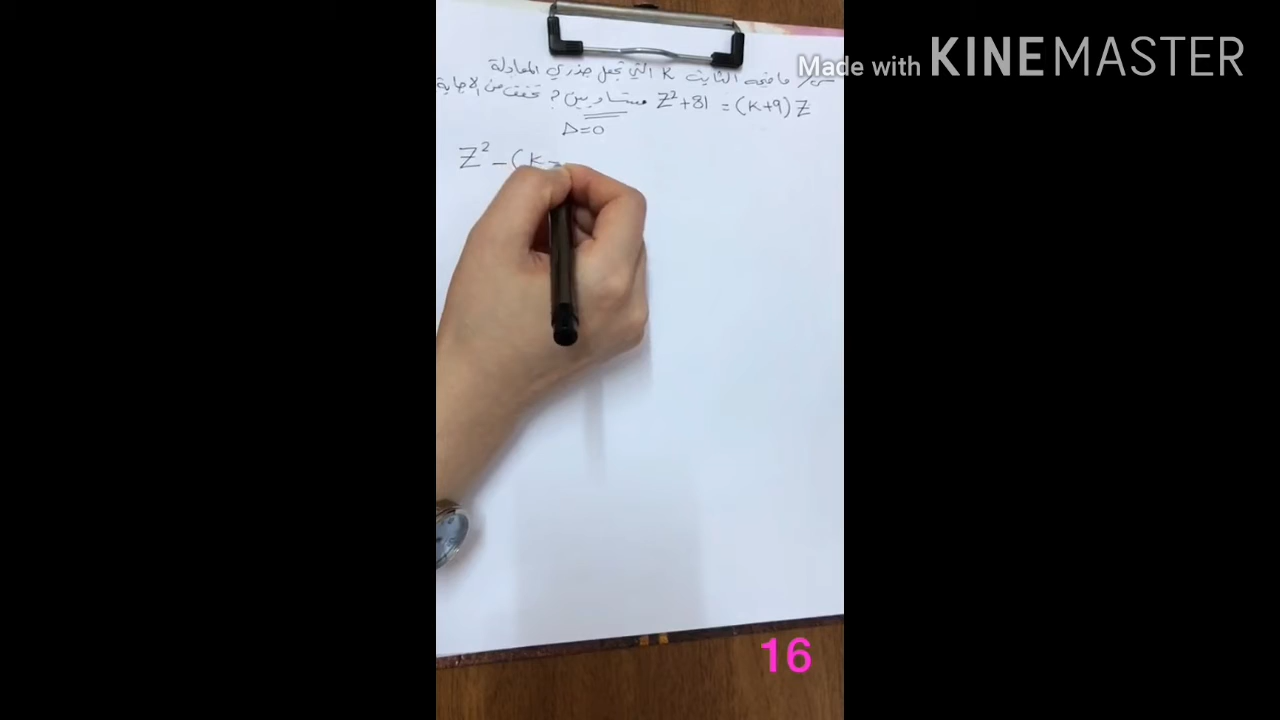 Made with KINEMASTER
س/ ما قيمة الثابت K التي تجعل جذري المعادلة
Z² + 81 = (K+9) Z متساويين ? تحقق من الاجابة
Δ=0
Z² - (K
16